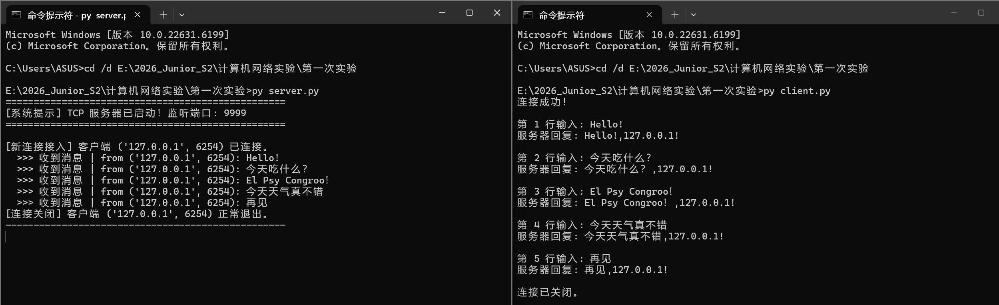 命令提示符 - py  server.p
Microsoft Windows [版本 10.0.22631.6199]
(c) Microsoft Corporation。保留所有权利。
C:\Users\ASUS>cd /d E:\2026_Junior_S2\计算机网络实验\第一次实验
E:\2026_Junior_S2\计算机网络实验\第一次实验>py server.py
==================================================
[系统提示] TCP 服务器已启动! 监听端口: 9999
==================================================
[新连接接入] 客户端 ('127.0.0.1', 6254) 已连接。
  >>> 收到消息 | from ('127.0.0.1', 6254): Hello!
  >>> 收到消息 | from ('127.0.0.1', 6254): 今天吃什么?
  >>> 收到消息 | from ('127.0.0.1', 6254): El Psy Congroo!
  >>> 收到消息 | from ('127.0.0.1', 6254): 今天天气真不错
  >>> 收到消息 | from ('127.0.0.1', 6254): 再见
[连接关闭] 客户端 ('127.0.0.1', 6254) 正常退出。
--------------------------------------------------
命令提示符
Microsoft Windows [版本 10.0.22631.6199]
(c) Microsoft Corporation。保留所有权利。
C:\Users\ASUS>cd /d E:\2026_Junior_S2\计算机网络实验\第一次实验
E:\2026_Junior_S2\计算机网络实验\第一次实验>py client.py
连接成功!
第 1 行输入: Hello!
服务器回复: Hello!,127.0.0.1!
第 2 行输入: 今天吃什么?
服务器回复: 今天吃什么? ,127.0.0.1!
第 3 行输入: El Psy Congroo!
服务器回复: El Psy Congroo! ,127.0.0.1!
第 4 行输入: 今天天气真不错
服务器回复: 今天天气真不错,127.0.0.1!
第 5 行输入: 再见
服务器回复: 再见,127.0.0.1!
连接已关闭。